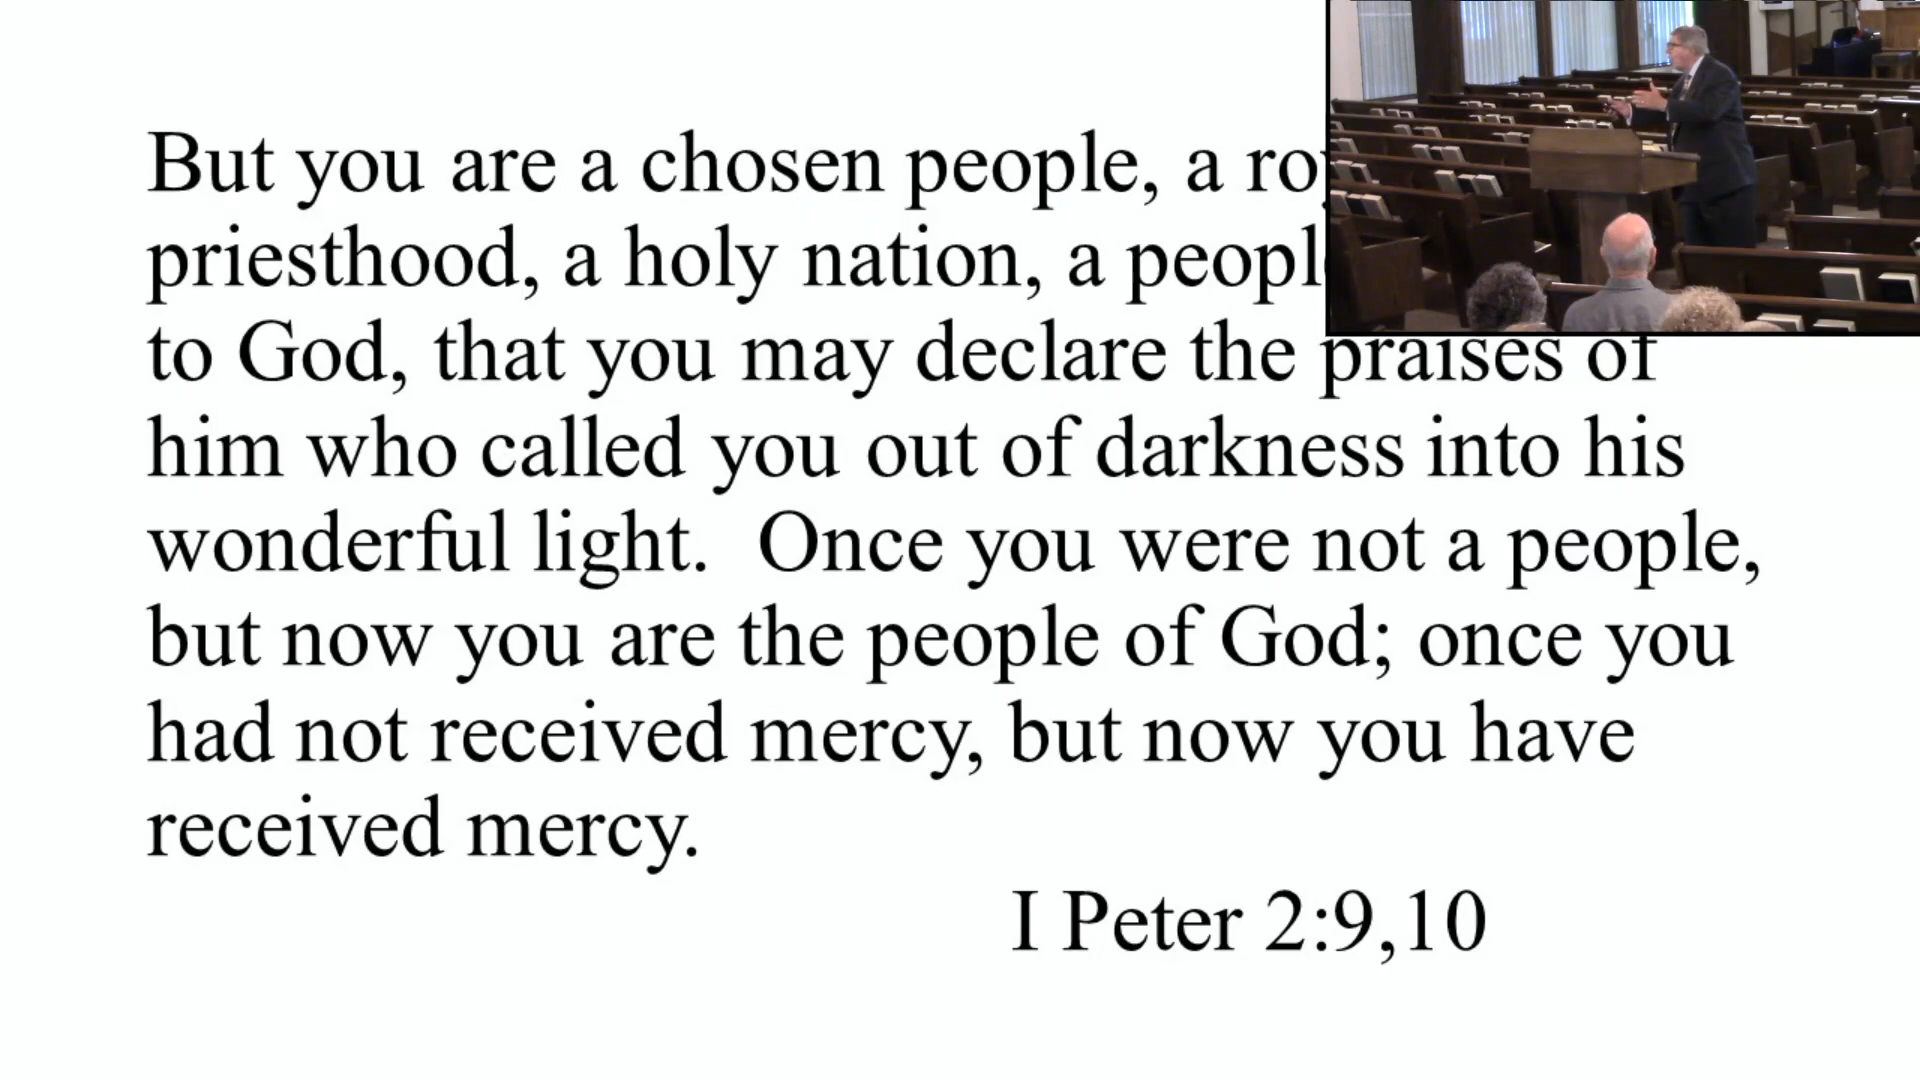 But you are a chosen people, a
priesthood, a holy nation, a
to God, that you may declare the praises of
him who called you out of darkness into his
wonderful light.  Once you were not a people,
but now you are the people of God; once you
had not received mercy, but now you have
received mercy.
I Peter 2:9,10